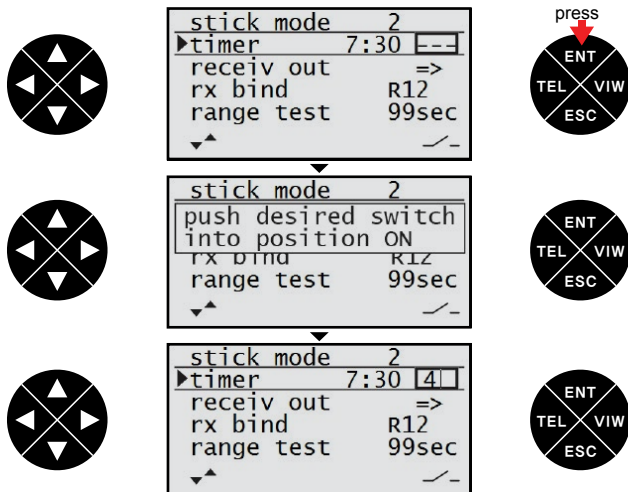 press
stick mode 2
timer 7:30 ---
receiv out =>
rx bind R12
range test 99sec
ENT
TEL VIW
ESC
stick mode 2
push desired switch
into position ON
rx bind R12
range test 99sec
ENT
TEL VIW
ESC
stick mode 2
timer 7:30 4
receiv out =>
rx bind R12
range test 99sec
ENT
TEL VIW
ESC